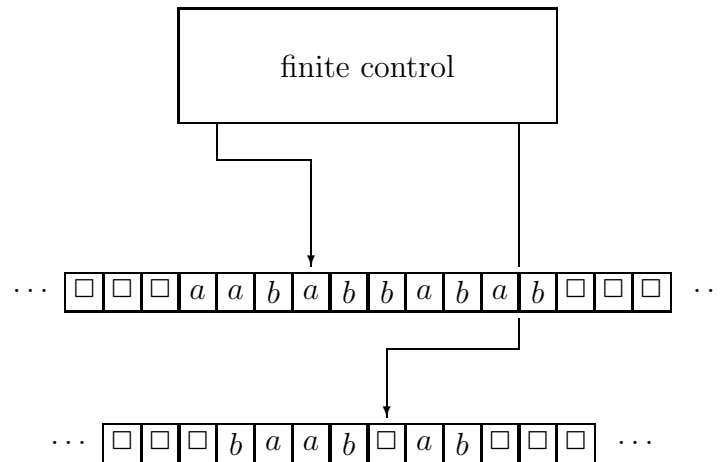 finite control
··· □ □ □ a a b a b b a b a b □ □ □ ··
··· □ □ □ b a a b □ a b □ □ □ ···